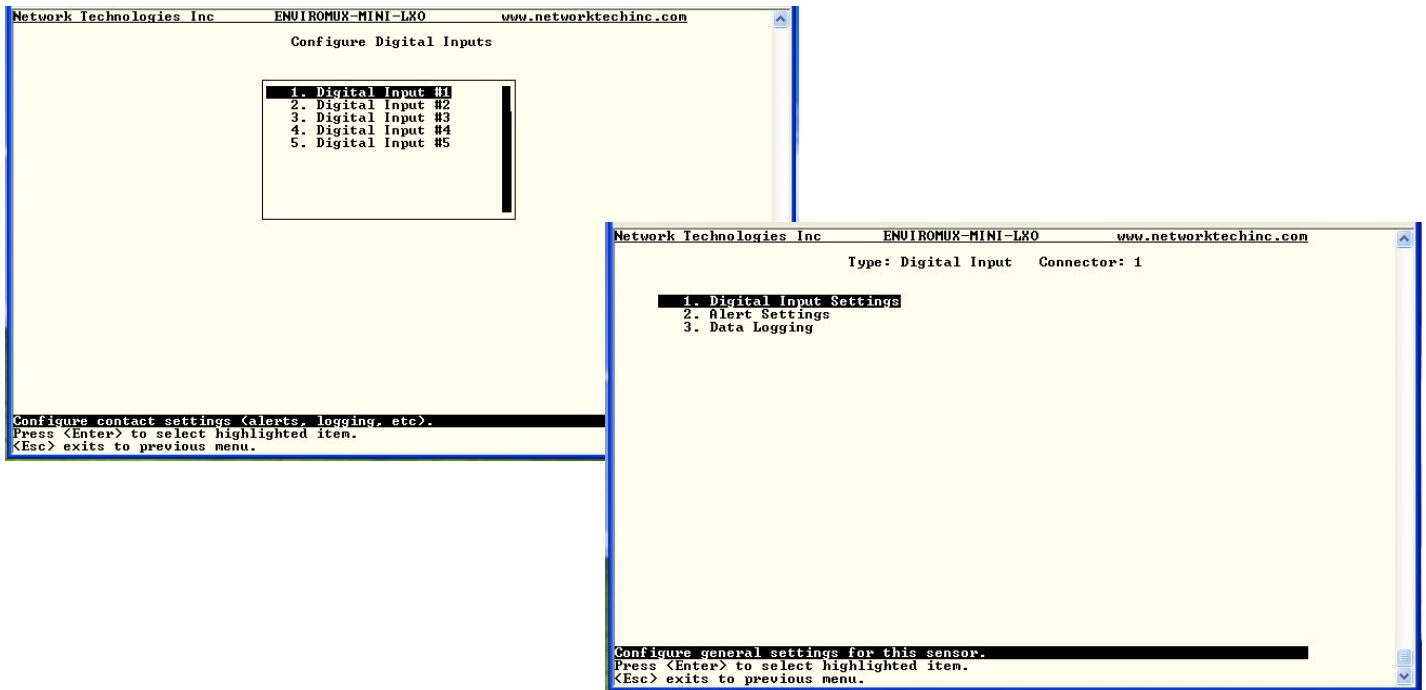 Network Technologies Inc ENVIROMUX-MINI-LXO www.networktechinc.com
Configure Digital Inputs
1. Digital Input #1
2. Digital Input #2
3. Digital Input #3
4. Digital Input #4
5. Digital Input #5
Configure contact settings (alerts, logging, etc).
Press <Enter> to select highlighted item.
<Esc> exits to previous menu.
Network Technologies Inc ENVIROMUX-MINI-LXO www.networktechinc.com
Type: Digital Input Connector: 1
1. Digital Input Settings
2. Alert Settings
3. Data Logging
Configure general settings for this sensor.
Press <Enter> to select highlighted item.
<Esc> exits to previous menu.